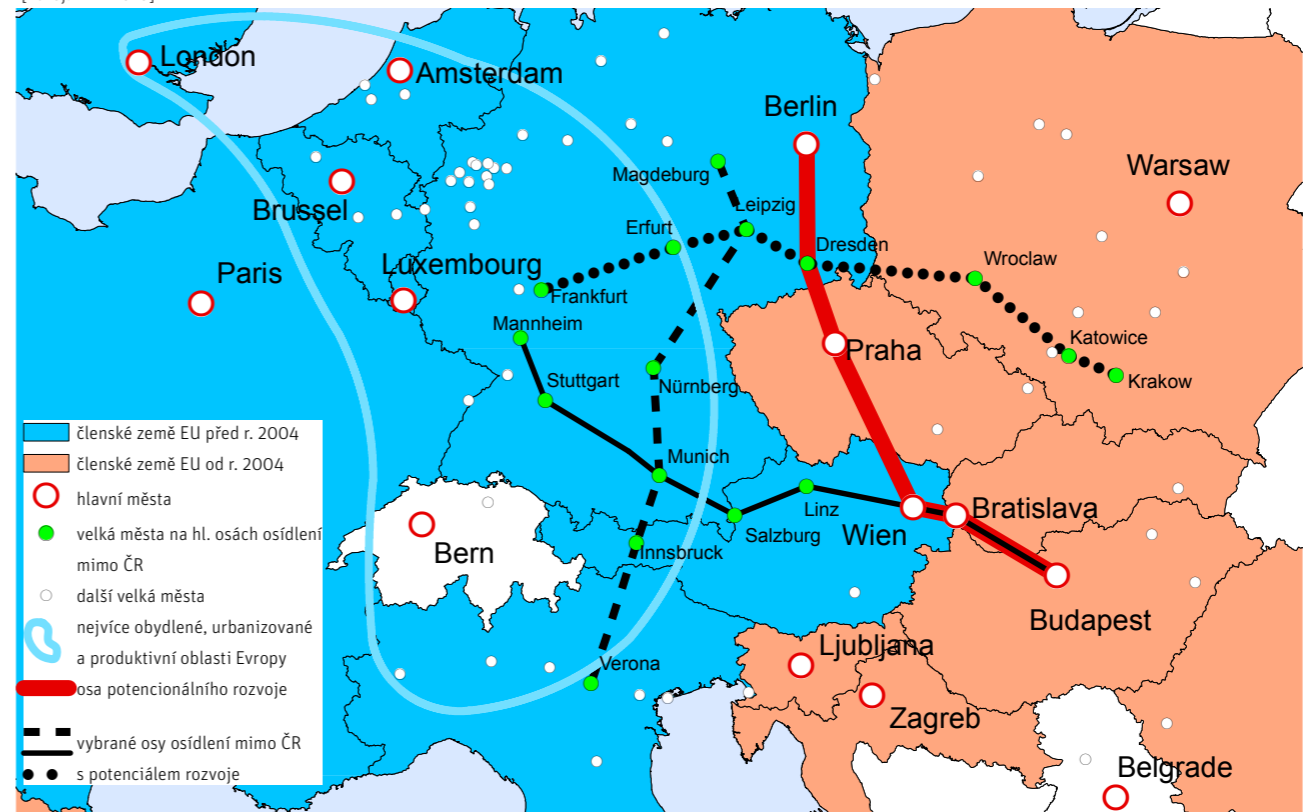 London
Amsterdam
Berlin
Warsaw
Magdeburg
Brussel
Leipzig
Erfurt
Dresden
Luxembourg
Wroclaw
Paris
Frankfurt
Mannheim
Katowice
Praha
Krakow
Stuttgart
Nürnberg
členské země EU před r. 2004
členské země EU od r. 2004
hlavní města
velká města na hl. osách osídlení
mimo ČR
další velká města
nejvíce obydlené, urbanizované
a produktivní oblasti Evropy
osa potencionálního rozvoje
vybrané osy osídlení mimo ČR
s potenciálem rozvoje
Munich
Linz
Bratislava
Salzburg
Wien
Bern
Innsbruck
Budapest
Ljubljana
Verona
Zagreb
Belgrade